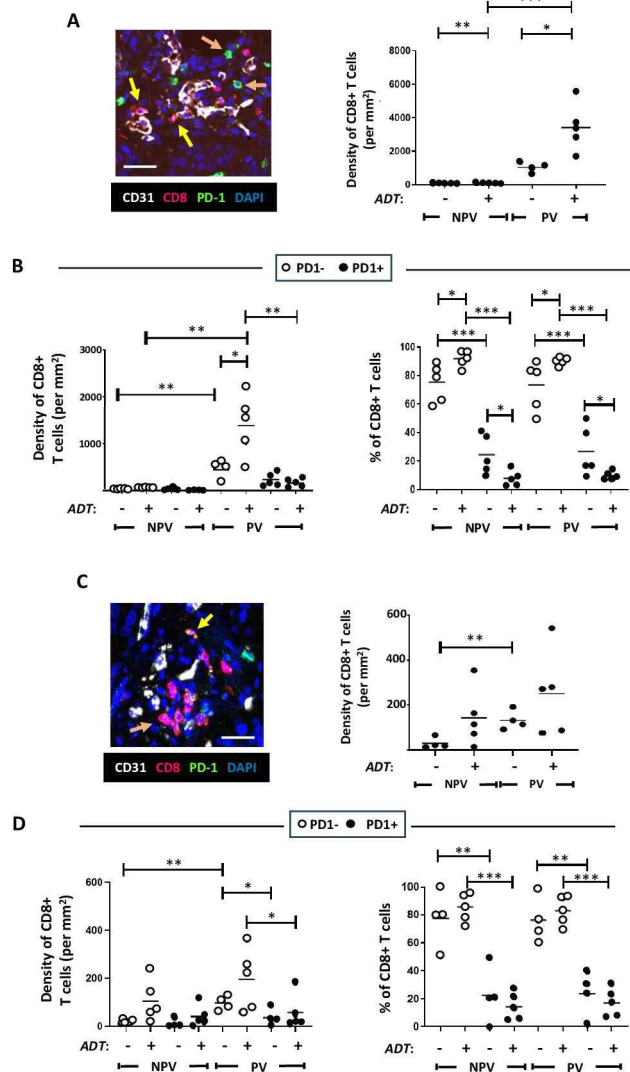 A
***
**
*
Density of CD8+ T Cells
(per mm²)
8000
6000
4000
2000
0
ADT:
- + - +
NPV PV
CD31 CD8 PD-1 DAPI
B
PD1- PD1+
**
**
*
**
Density of CD8+
T cells (per mm²)
3000
2000
1000
ADT: - + - + - + - +
NPV PV
* *
*** ***
*** ***
* *
% of CD8+ T cells
100
80
60
40
20
0
- + - + - + - +
NPV PV
C
CD31 CD8 PD-1 DAPI
**
Density of CD8+ T cells
(per mm²)
600
400
200
0
ADT: - + - +
NPV PV
D
PD1- PD1+
**
*
*
Density of CD8+
T cells (per mm²)
600
400
200
0
ADT: - + - + - + - +
NPV PV
** **
*** ***
% of CD8+ T cells
100
80
60
40
20
0
- + - + - + - +
NPV PV